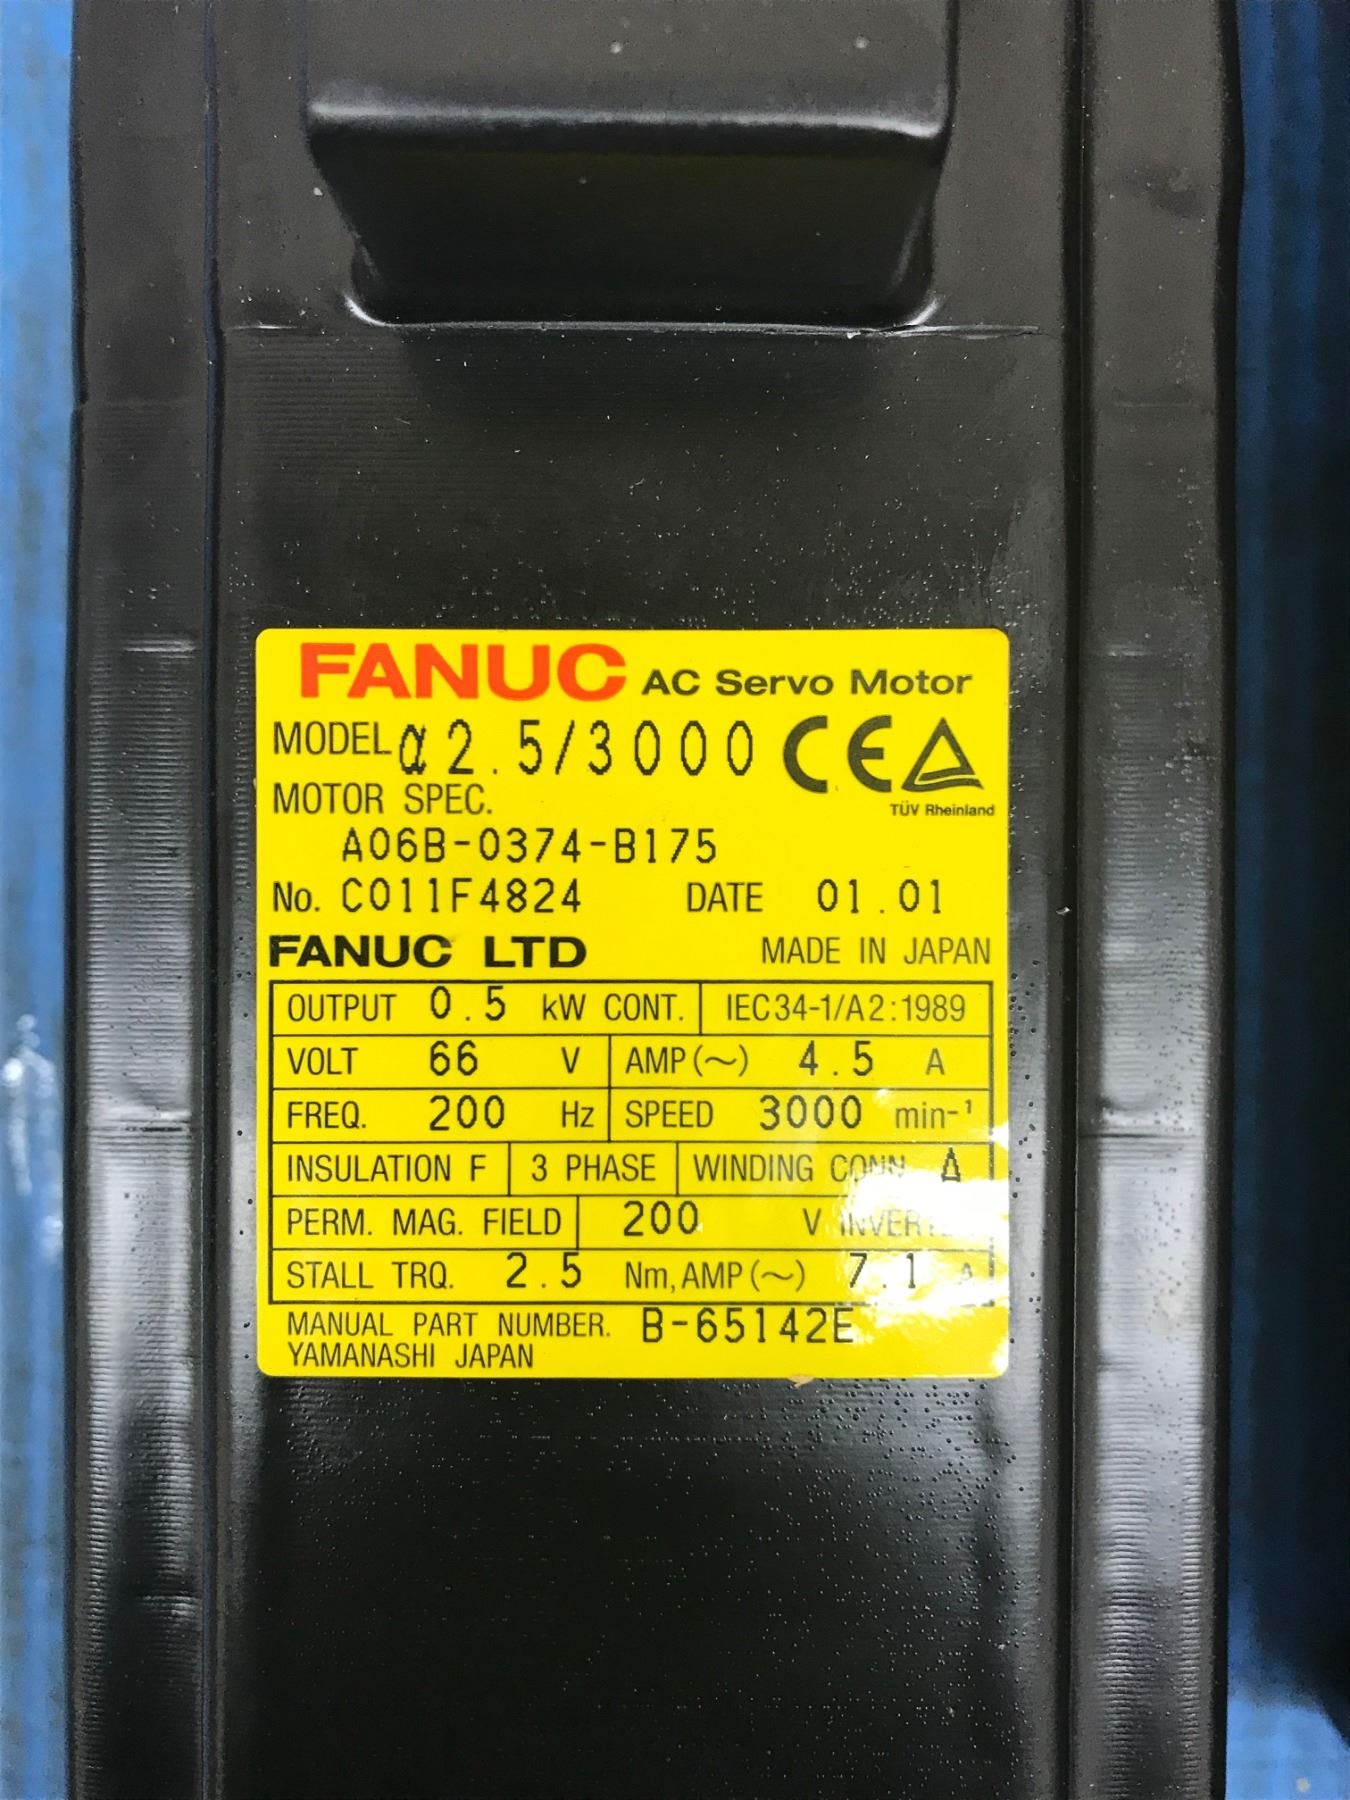 FANUC AC Servo Motor
MODEL α2.5/3000 CE
TÜV Rheinland
MOTOR SPEC.
A06B-0374-B175
No. C011F4824 DATE 01.01
FANUC LTD MADE IN JAPAN
OUTPUT 0.5 kW CONT. IEC34-1/A2:1989
VOLT 66 V AMP(~) 4.5 A
FREQ. 200 Hz SPEED 3000 min-¹
INSULATION F 3 PHASE WINDING CONN. Δ
PERM. MAG. FIELD 200 V
STALL TRQ. 2.5 Nm, AMP(~) 7.1 A
MANUAL PART NUMBER. B-65142E
YAMANASHI JAPAN